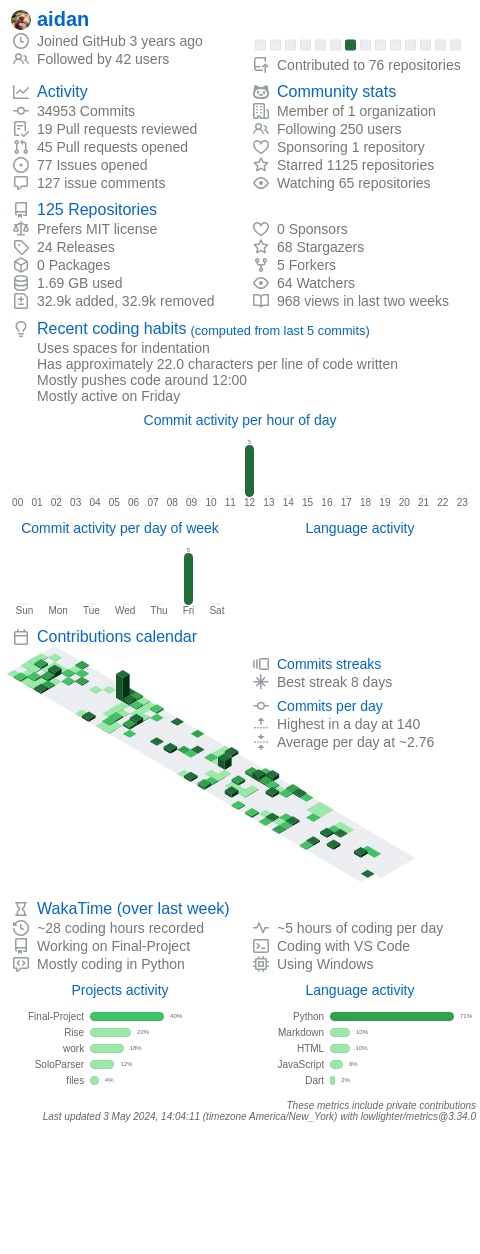 aidan
Joined GitHub 3 years ago
Followed by 42 users
Contributed to 76 repositories
Activity
34953 Commits
19 Pull requests reviewed
45 Pull requests opened
77 Issues opened
127 issue comments
Community stats
Member of 1 organization
Following 250 users
Sponsoring 1 repository
Starred 1125 repositories
Watching 65 repositories
125 Repositories
Prefers MIT license
24 Releases
0 Packages
1.69 GB used
32.9k added, 32.9k removed
0 Sponsors
68 Stargazers
5 Forkers
64 Watchers
968 views in last two weeks
Recent coding habits (computed from last 5 commits)
Uses spaces for indentation
Has approximately 22.0 characters per line of code written
Mostly pushes code around 12:00
Mostly active on Friday
Commit activity per hour of day
5
00 01 02 03 04 05 06 07 08 09 10 11 12 13 14 15 16 17 18 19 20 21 22 23
Commit activity per day of week
5
Sun Mon Tue Wed Thu Fri Sat
Language activity
Contributions calendar
Commits streaks
Best streak 8 days
Commits per day
Highest in a day at 140
Average per day at ~2.76
WakaTime (over last week)
~28 coding hours recorded
Working on Final-Project
Mostly coding in Python
~5 hours of coding per day
Coding with VS Code
Using Windows
Projects activity
Final-Project 40%
Rise 22%
work 18%
SoloParser 12%
files 4%
Language activity
Python 71%
Markdown 10%
HTML 10%
JavaScript 6%
Dart 2%
These metrics include private contributions
Last updated 3 May 2024, 14:04:11 (timezone America/New_York) with lowlighter/metrics@3.34.0